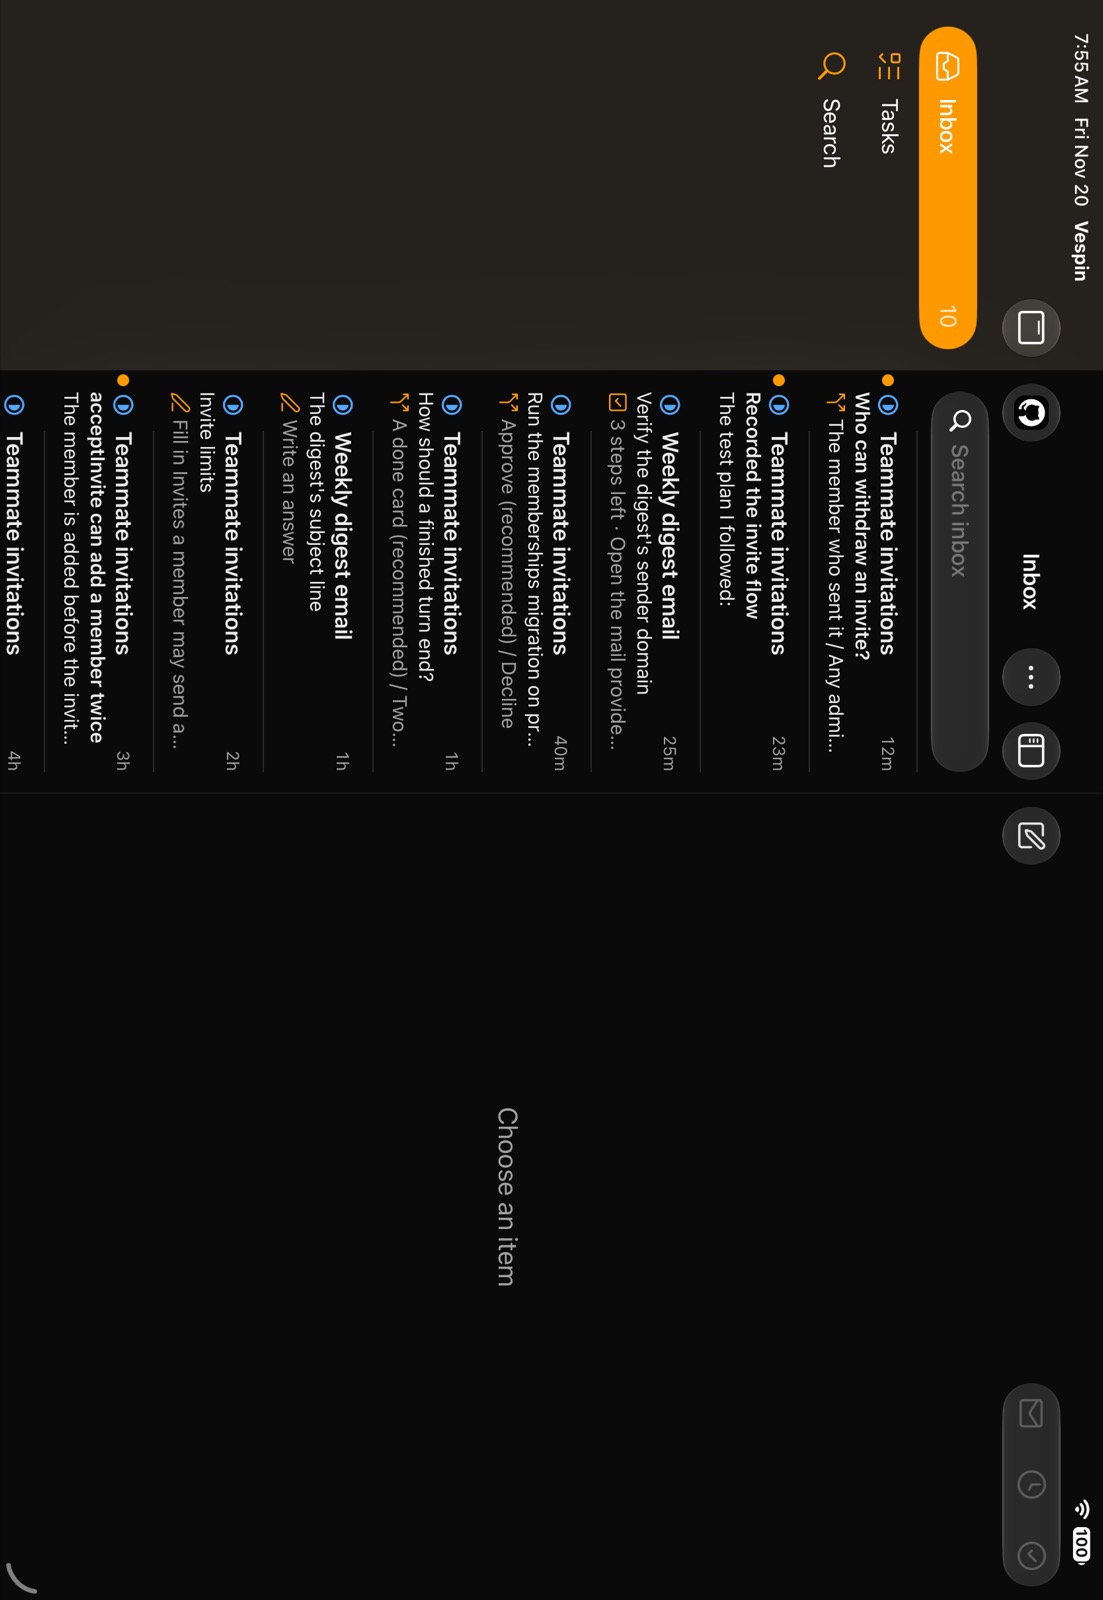 7:55 AM Fri Nov 20 Vespin
100
Inbox 10
Tasks
Search
Inbox
Search inbox
Teammate invitations 12m
Who can withdraw an invite?
The member who sent it / Any admi...
Teammate invitations 23m
Recorded the invite flow
The test plan I followed:
Weekly digest email 25m
Verify the digest's sender domain
3 steps left · Open the mail provide...
Teammate invitations 40m
Run the memberships migration on pr...
Approve (recommended) / Decline
Teammate invitations 1h
How should a finished turn end?
A done card (recommended) / Two...
Weekly digest email 1h
The digest's subject line
Write an answer
Teammate invitations 2h
Invite limits
Fill in Invites a member may send a...
Teammate invitations 3h
acceptInvite can add a member twice
The member is added before the invit...
Teammate invitations 4h
Choose an item